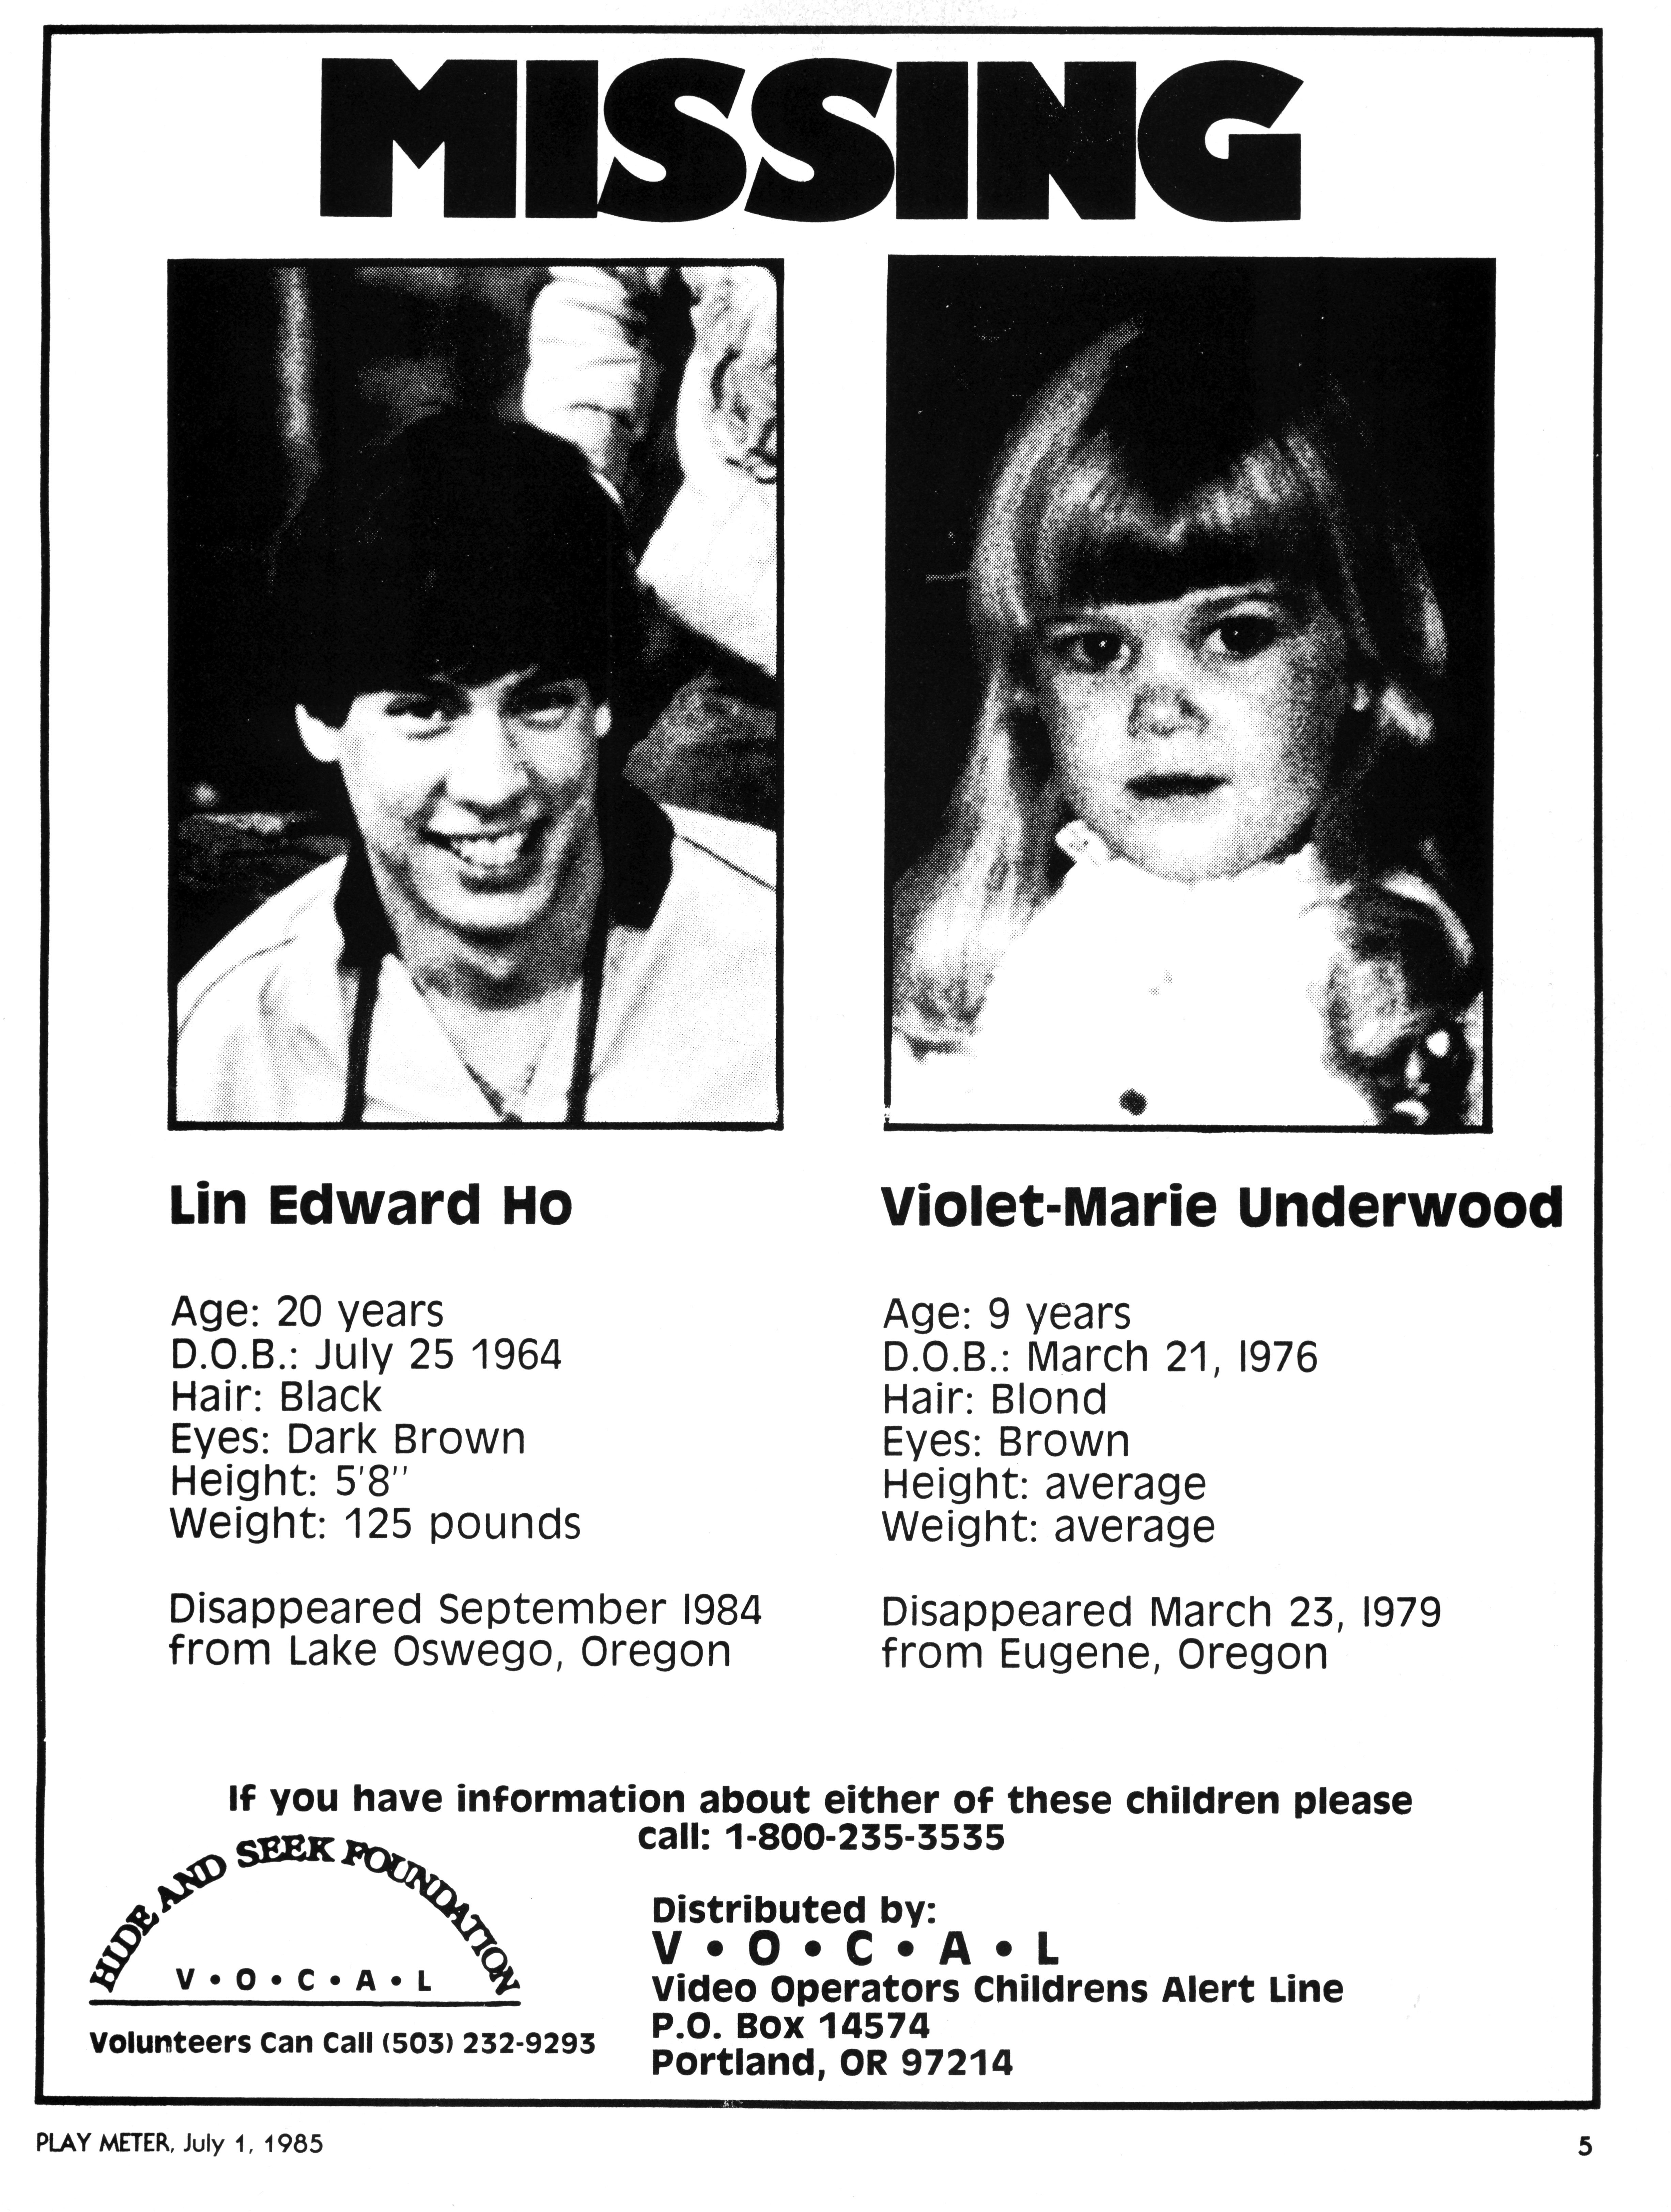 MISSING
Lin Edward Ho
Age: 20 years
D.O.B.: July 25 1964
Hair: Black
Eyes: Dark Brown
Height: 5'8''
Weight: 125 pounds
Disappeared September 1984
from Lake Oswego, Oregon
Violet-Marie Underwood
Age: 9 years
D.O.B.: March 21, 1976
Hair: Blond
Eyes: Brown
Height: average
Weight: average
Disappeared March 23, 1979
from Eugene, Oregon
If you have information about either of these children please
call: 1-800-235-3535
HIDE AND SEEK FOUNDATION
V • O • C • A • L
Volunteers Can Call (503) 232-9293
Distributed by:
V • O • C • A • L
Video Operators Childrens Alert Line
P.O. Box 14574
Portland, OR 97214
PLAY METER, July 1, 1985
5